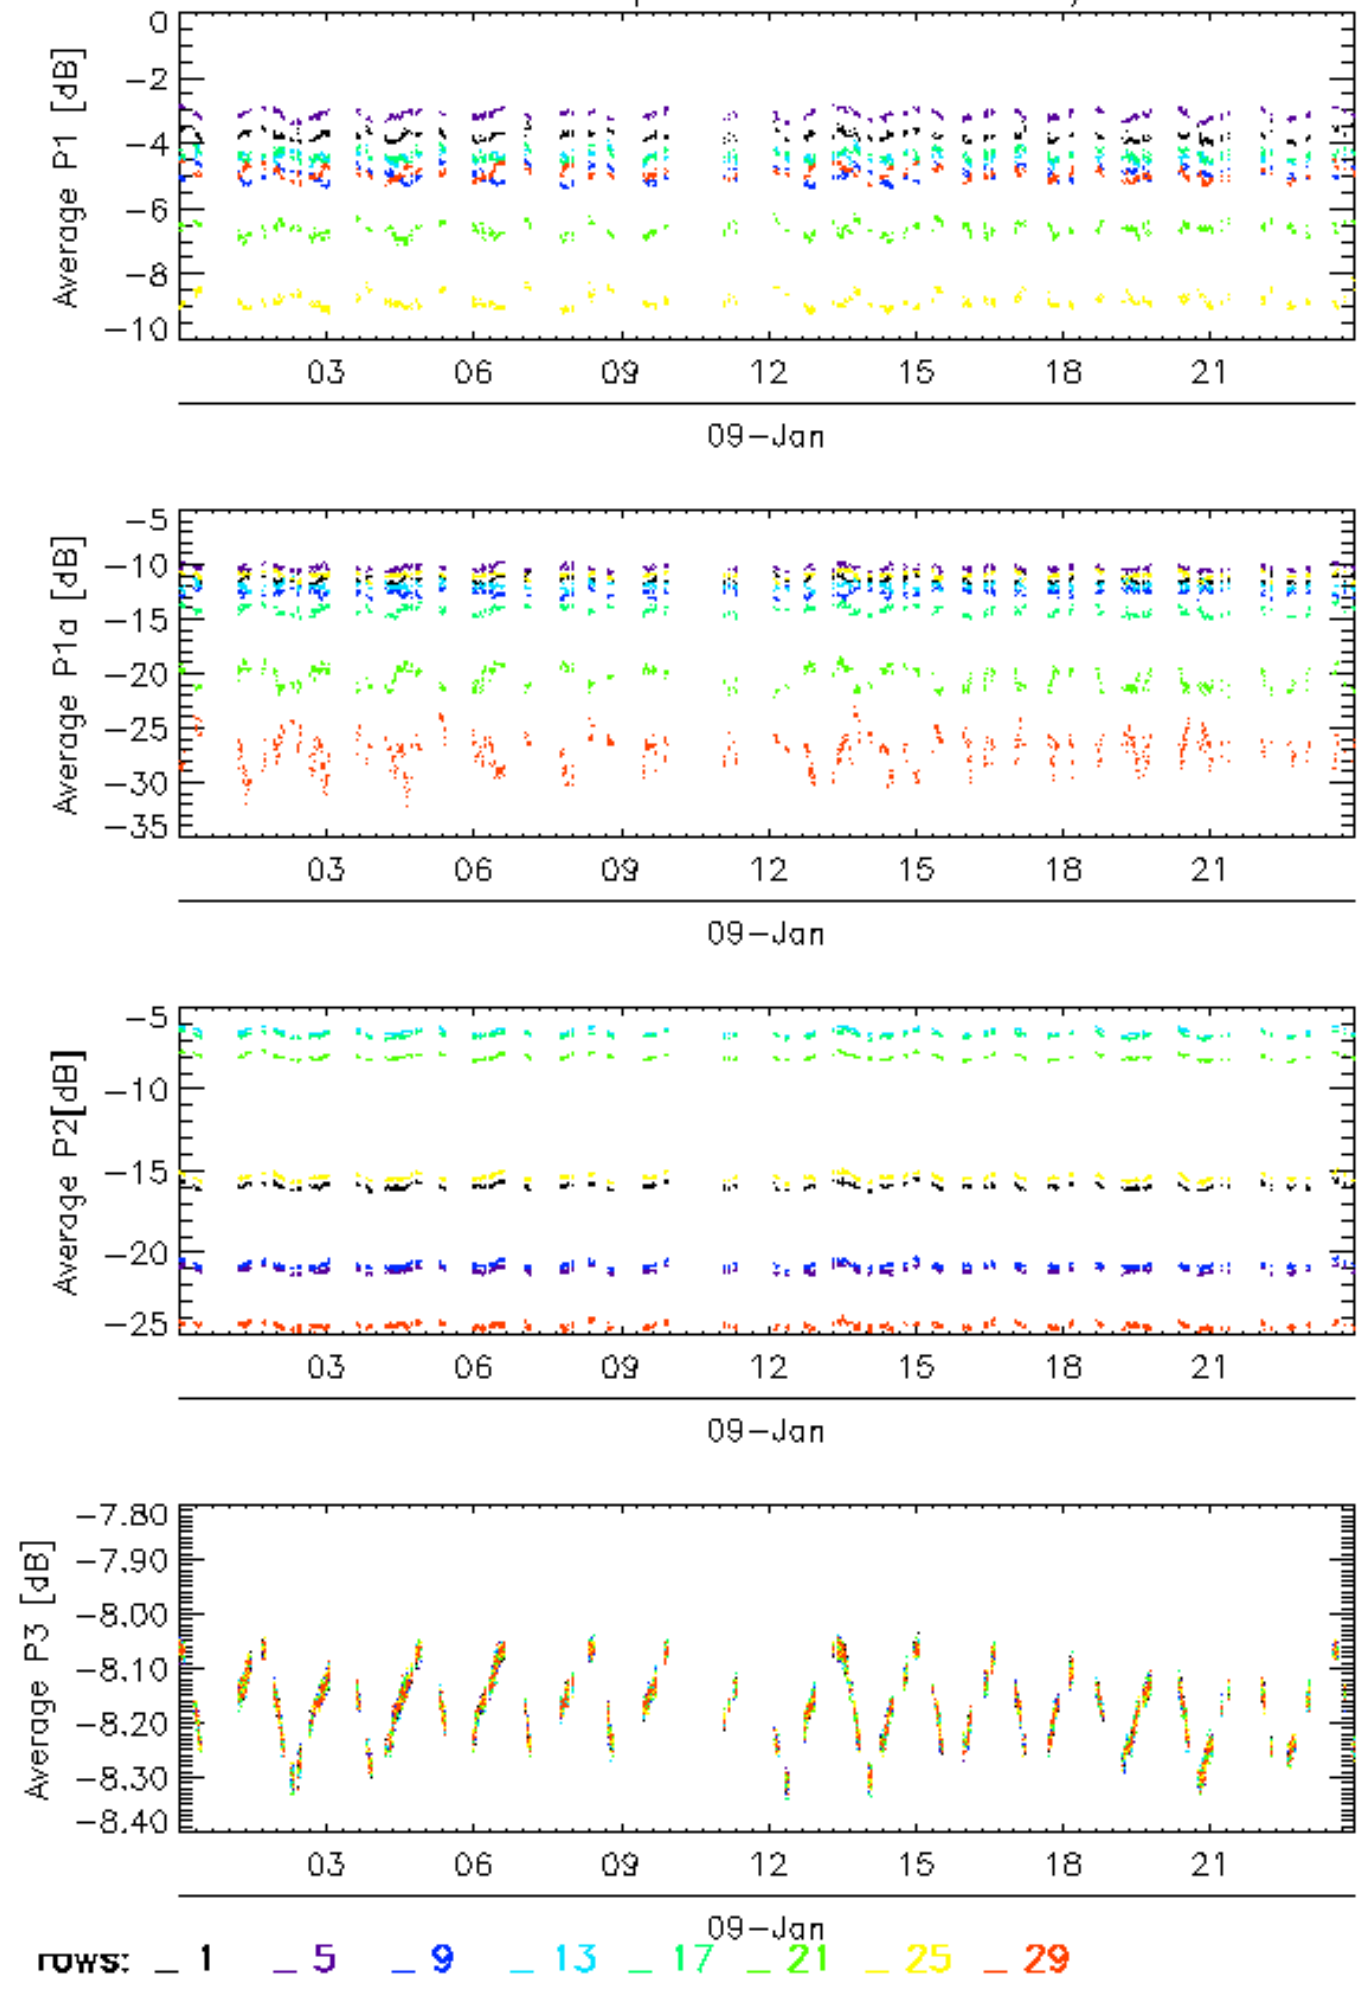 Average P1 [dB]
0
−2
−4
−6
−8
−10
03 06 09 12 15 18 21
09−Jan
Average P1a [dB]
−5
−10
−15
−20
−25
−30
−35
03 06 09 12 15 18 21
09−Jan
Average P2[dB]
−5
−10
−15
−20
−25
03 06 09 12 15 18 21
09−Jan
Average P3 [dB]
−7.80
−7.90
−8.00
−8.10
−8.20
−8.30
−8.40
03 06 09 12 15 18 21
09−Jan
rows: _ 1 _ 5 _ 9 _ 13 _ 17 _ 21 _ 25 _ 29